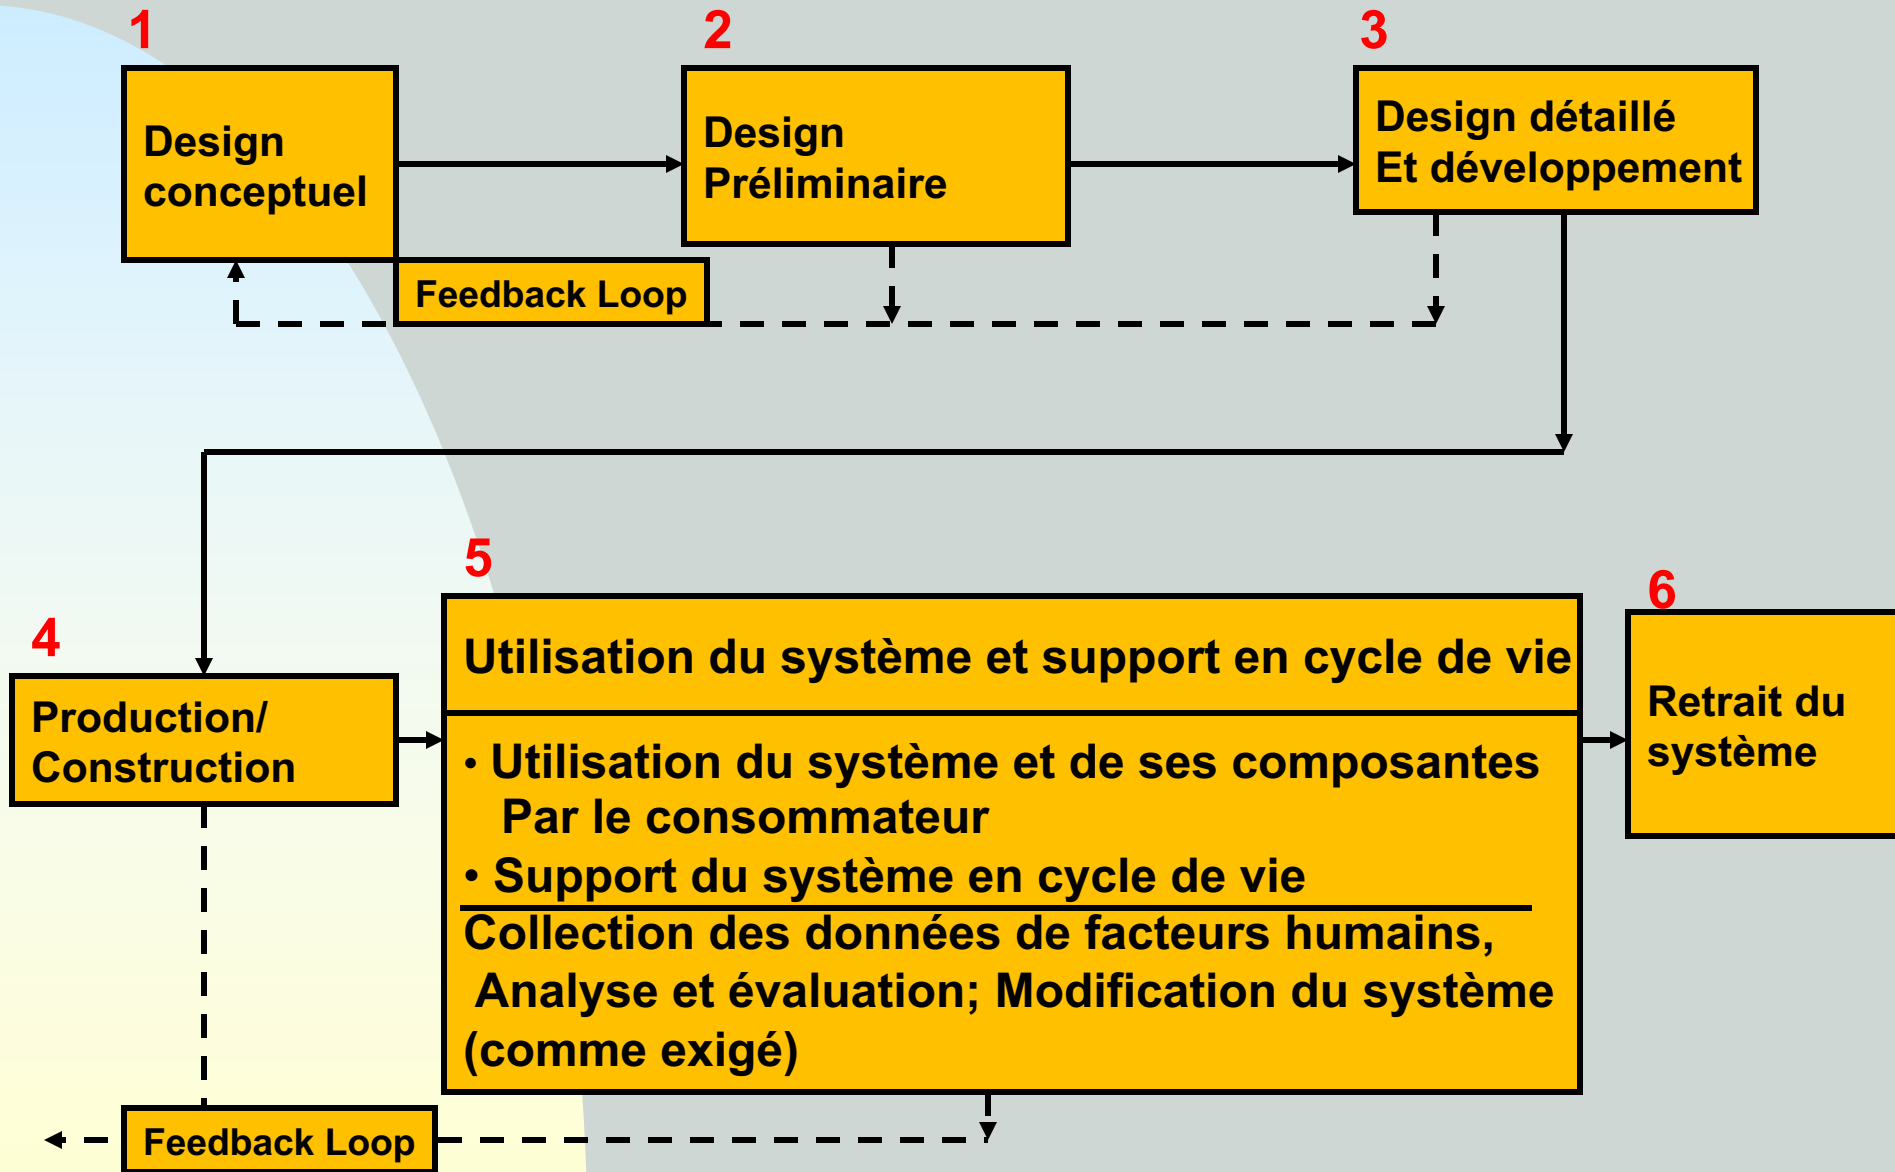 1
Design
conceptuel
2
Design
Préliminaire
3
Design détaillé
Et développement
Feedback Loop
4
Production/
Construction
5
Utilisation du système et support en cycle de vie
• Utilisation du système et de ses composantes
Par le consommateur
• Support du système en cycle de vie
Collection des données de facteurs humains,
Analyse et évaluation; Modification du système
(comme exigé)
6
Retrait du
système
Feedback Loop